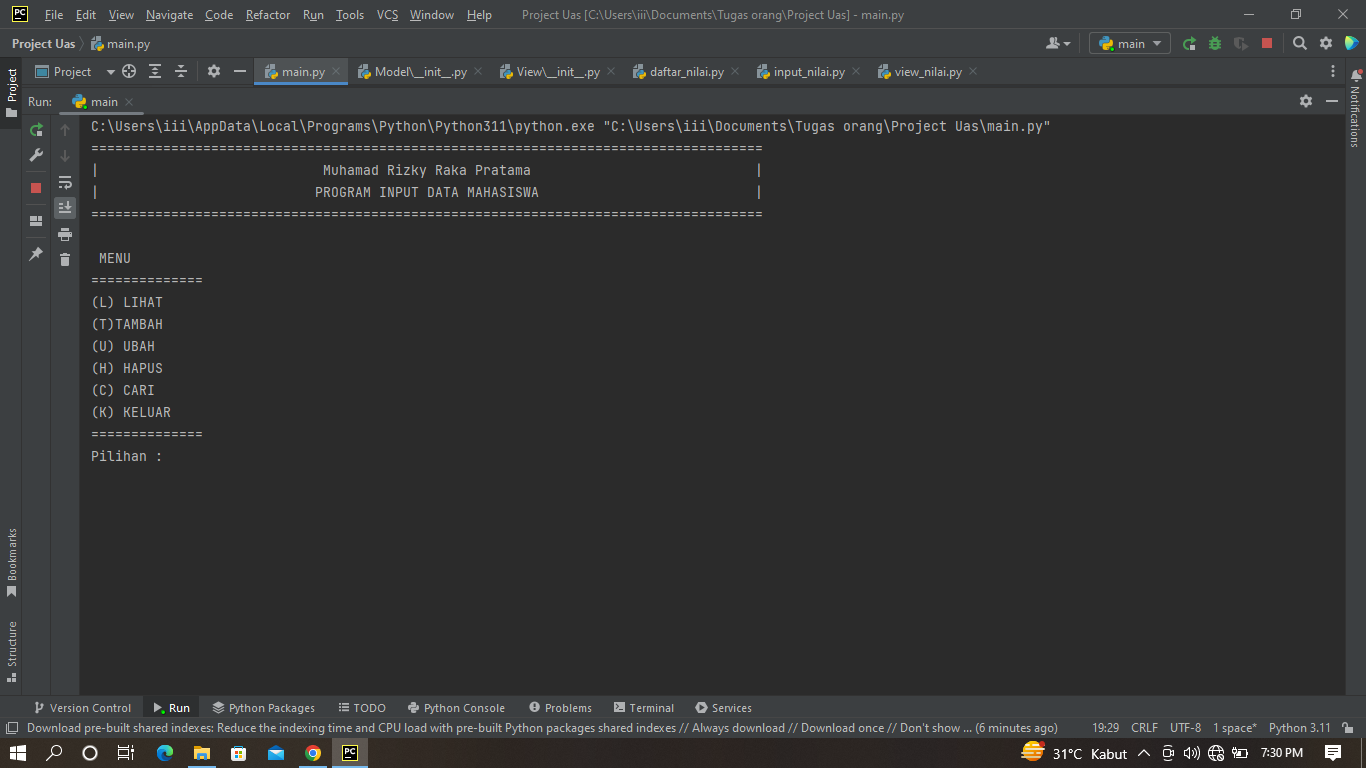 PC File Edit View Navigate Code Refactor Run Tools VCS Window Help Project Uas [C:\Users\iii\Documents\Tugas orang\Project Uas] - main.py
Project Uas main.py main
Project main.py Model\__init__.py View\__init__.py daftar_nilai.py input_nilai.py view_nilai.py
Project
Notifications
Run: main
C:\Users\iii\AppData\Local\Programs\Python\Python311\python.exe "C:\Users\iii\Documents\Tugas orang\Project Uas\main.py"
====================================================================================
| Muhamad Rizky Raka Pratama |
| PROGRAM INPUT DATA MAHASISWA |
====================================================================================
MENU
==============
(L) LIHAT
(T)TAMBAH
(U) UBAH
(H) HAPUS
(C) CARI
(K) KELUAR
==============
Pilihan :
Bookmarks
Structure
Version Control Run Python Packages TODO Python Console Problems Terminal Services
Download pre-built shared indexes: Reduce the indexing time and CPU load with pre-built Python packages shared indexes // Always download // Download once // Don't show ... (6 minutes ago) 19:29 CRLF UTF-8 1 space* Python 3.11
PC 31°C Kabut 7:30 PM